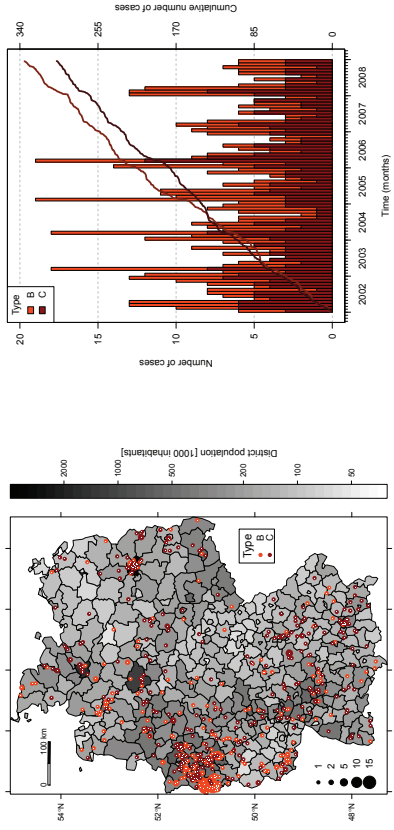 54°N
52°N
50°N
48°N
0
100 km
1
2
5
10
15
Type
B
C
2000
1000
500
200
100
50
District population [1000 inhabitants]
20
15
10
5
0
Number of cases
Type
B
C
2002
2003
2004
2005
2006
2007
2008
Time (months)
340
255
170
85
0
Cumulative number of cases